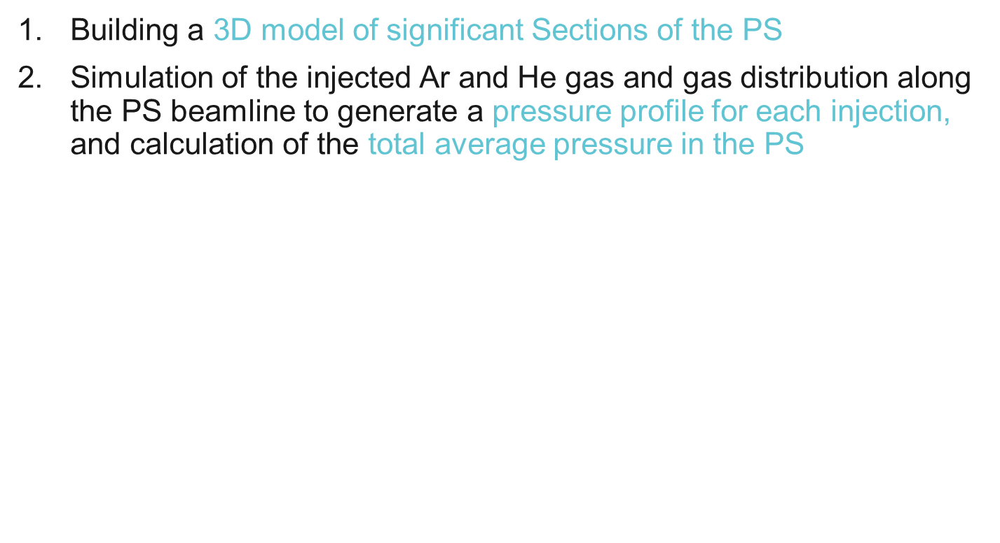 1. Building a 3D model of significant Sections of the PS
2. Simulation of the injected Ar and He gas and gas distribution along
the PS beamline to generate a pressure profile for each injection,
and calculation of the total average pressure in the PS